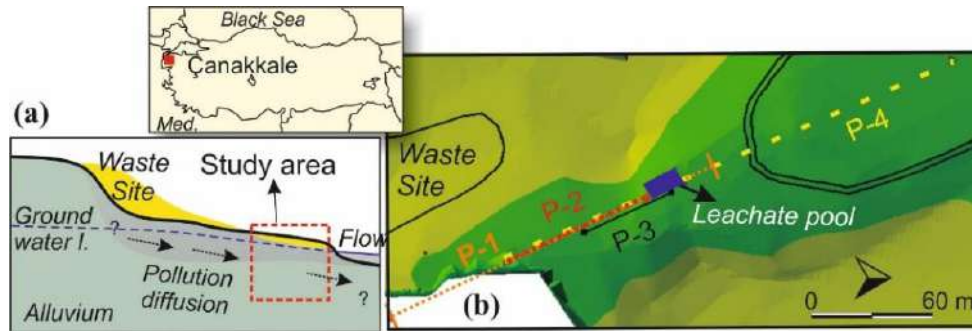 Black Sea
Çanakkale
Med.
(a)
Waste
Site
Study area
Ground
water l.
?
Flow
Pollution
diffusion
?
Alluvium
Waste
Site
P-4
P-2
Leachate pool
P-3
P-1
(b)
0 60 m